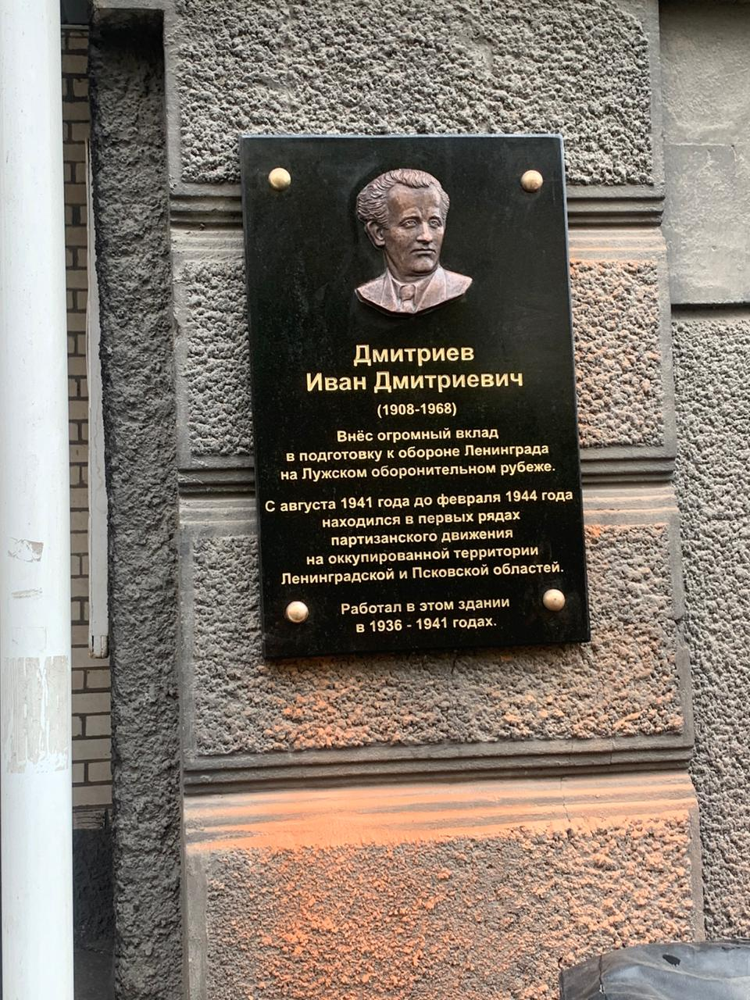 Дмитриев
Иван Дмитриевич
(1908-1968)
Внёс огромный вклад
в подготовку к обороне Ленинграда
на Лужском оборонительном рубеже.
С августа 1941 года до февраля 1944 года
находился в первых рядах
партизанского движения
на оккупированной территории
Ленинградской и Псковской областей.
Работал в этом здании
в 1936 - 1941 годах.